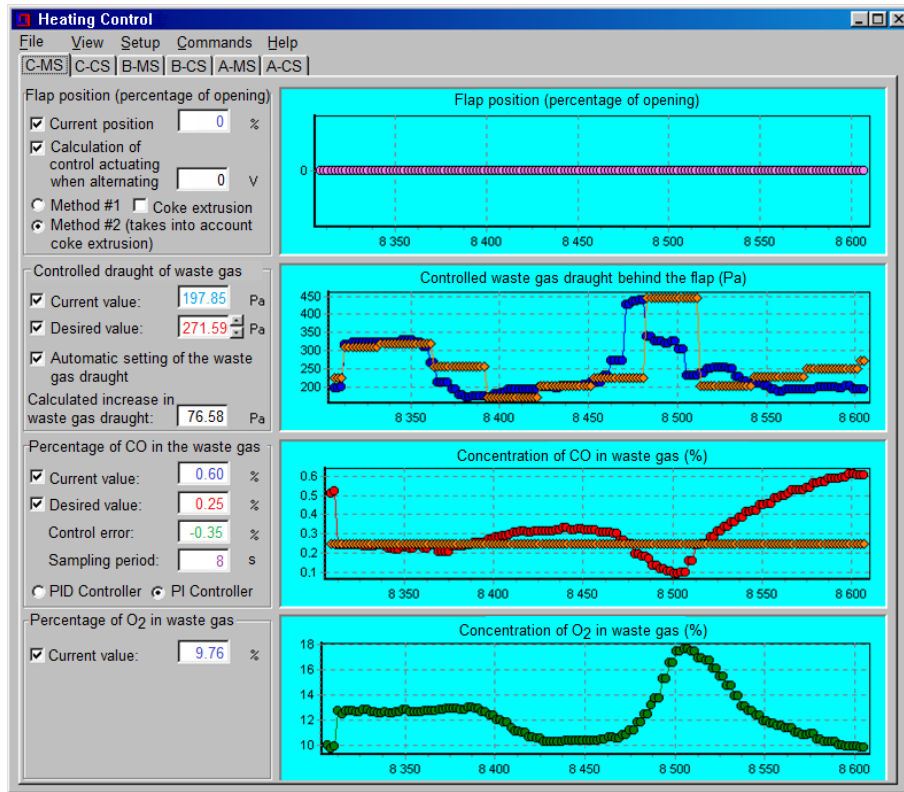 Heating Control
File View Setup Commands Help
C-MS C-CS B-MS B-CS A-MS A-CS
Flap position (percentage of opening)
Current position 0 %
Calculation of
control actuating
when alternating 0 V
Method #1 Coke extrusion
Method #2 (takes into account
coke extrusion)
Flap position (percentage of opening)
0
8 350 8 400 8 450 8 500 8 550 8 600
Controlled draught of waste gas
Current value: 197.85 Pa
Desired value: 271.59 Pa
Automatic setting of the waste
gas draught
Calculated increase in
waste gas draught: 76.58 Pa
Controlled waste gas draught behind the flap (Pa)
450
400
350
300
250
200
8 350 8 400 8 450 8 500 8 550 8 600
Percentage of CO in the waste gas
Current value: 0.60 %
Desired value: 0.25 %
Control error: -0.35 %
Sampling period: 8 s
PID Controller PI Controller
Concentration of CO in waste gas (%)
0.6
0.5
0.4
0.3
0.2
0.1
8 350 8 400 8 450 8 500 8 550 8 600
Percentage of O2 in waste gas
Current value: 9.76 %
Concentration of O2 in waste gas (%)
18
16
14
12
10
8 350 8 400 8 450 8 500 8 550 8 600